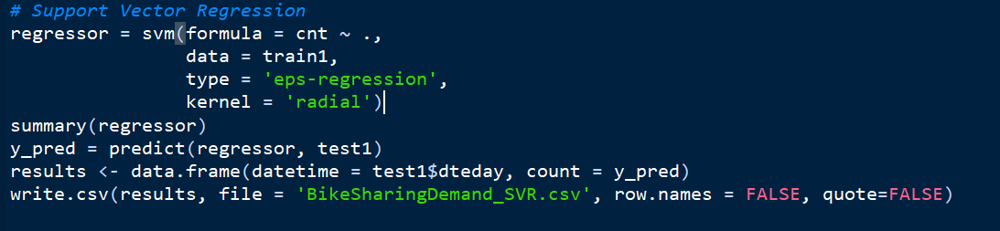 # Support Vector Regression
regressor = svm(formula = cnt ~ .,
                data = train1,
                type = 'eps-regression',
                kernel = 'radial')
summary(regressor)
y_pred = predict(regressor, test1)
results <- data.frame(datetime = test1$dteday, count = y_pred)
write.csv(results, file = 'BikeSharingDemand_SVR.csv', row.names = FALSE, quote=FALSE)